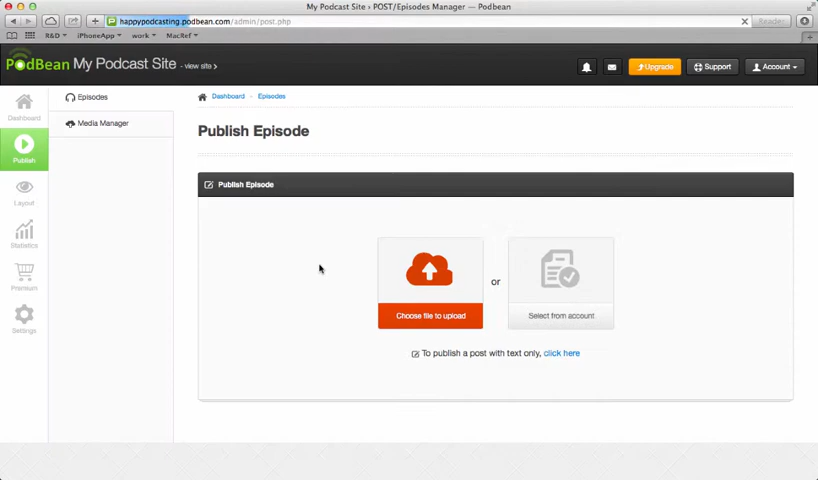 My Podcast Site › POST/Episodes Manager — Podbean
happypodcasting.podbean.com/admin/post.php
Reader
R&D
iPhoneApp
work
MacRef
PodBean My Podcast Site - view site >
Upgrade
Support
Account
Episodes
Media Manager
Dashboard
Publish
Layout
Statistics
Premium
Settings
Dashboard - Episodes
Publish Episode
Publish Episode
Choose file to upload
or
Select from account
To publish a post with text only, click here